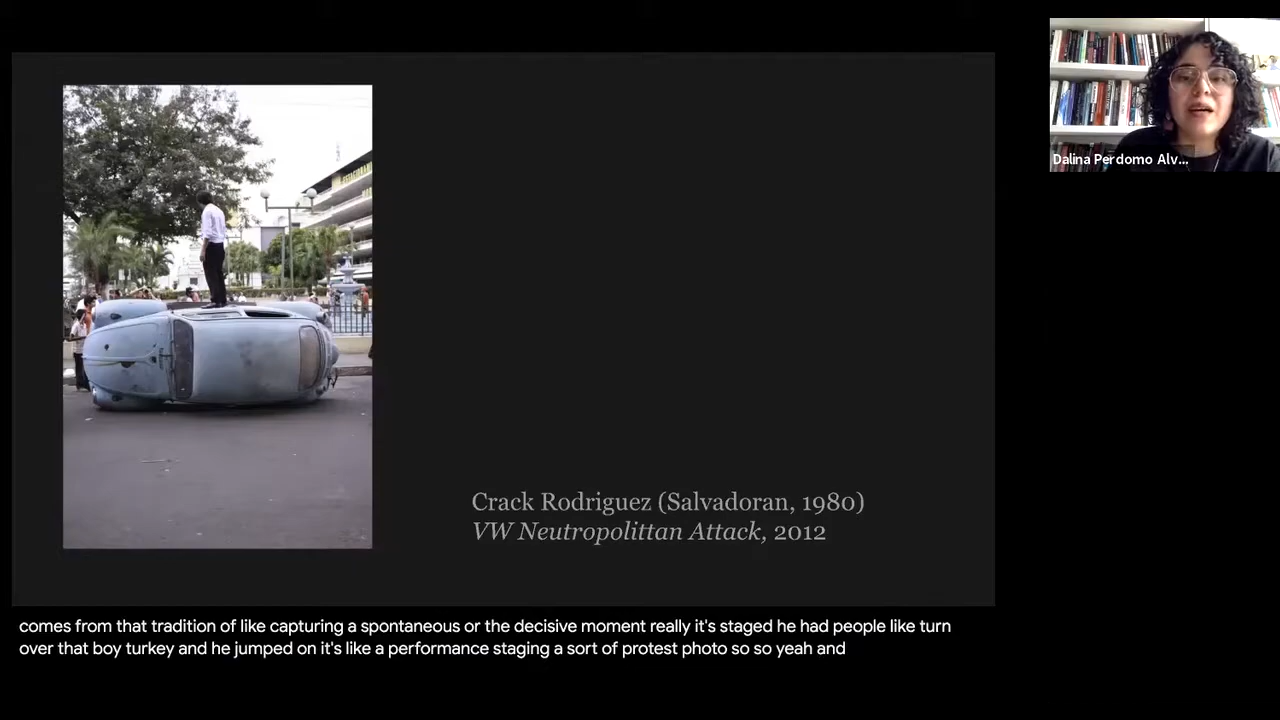 Dalina Perdomo Alv...
Crack Rodriguez (Salvadoran, 1980)
VW Neutropolittan Attack, 2012
comes from that tradition of like capturing a spontaneous or the decisive moment really it's staged he had people like turn
over that boy turkey and he jumped on it's like a performance staging a sort of protest photo so so yeah and